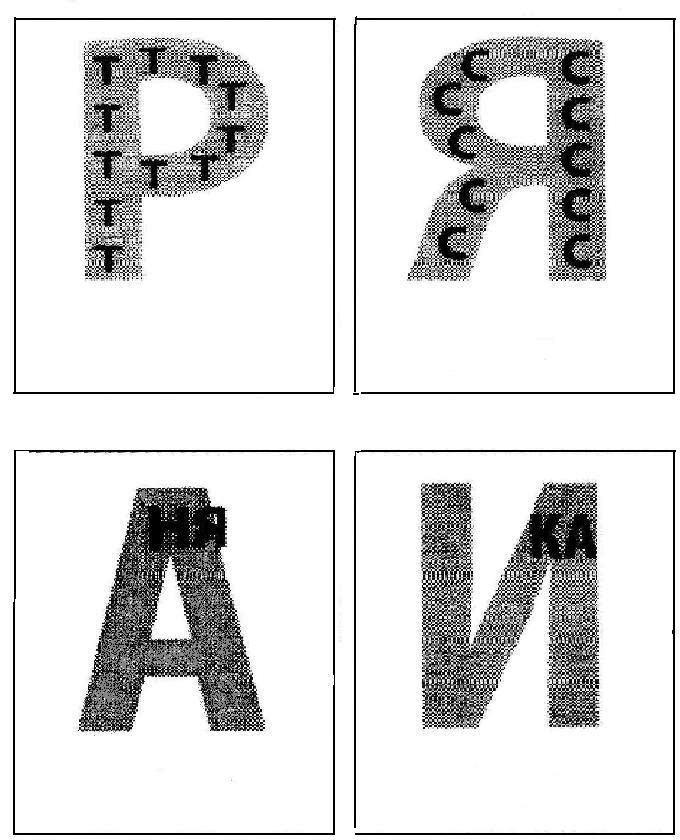 Р Т Т Т Т Т Т Т Т Т Т Т
Я С С С С С С С С С С
А НЯ
И КА